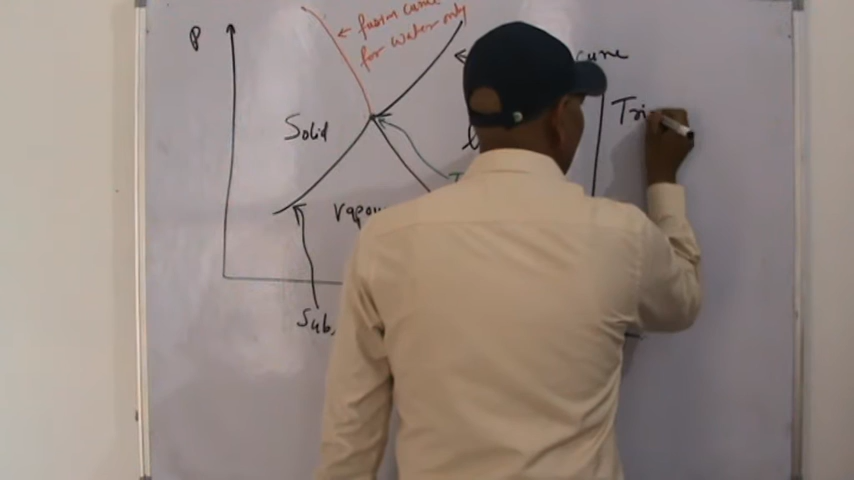 P
fusion curve
for water only
curve
Solid
Tri
Vapou
Sub.